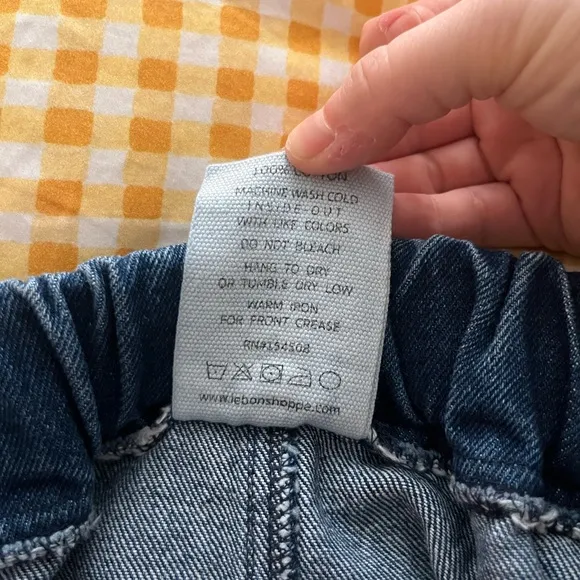 100% COTTON
MACHINE WASH COLD
INSIDE OUT
WITH LIKE COLORS
DO NOT BLEACH
HANG TO DRY
OR TUMBLE DRY LOW
WARM IRON
FOR FRONT CREASE
RN#154508
www.lebonshoppe.com